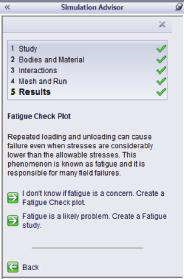 Simulation Advisor
1 Study
2 Bodies and Material
3 Interactions
4 Mesh and Run
5 Results
Fatigue Check Plot
Repeated loading and unloading can cause
failure even when stresses are considerably
lower than the allowable stresses. This
phenomenon is known as fatigue and it is
responsible for many field failures.
I don't know if fatigue is a concern. Create a
Fatigue Check plot.
Fatigue is a likely problem. Create a Fatigue
study.
Back